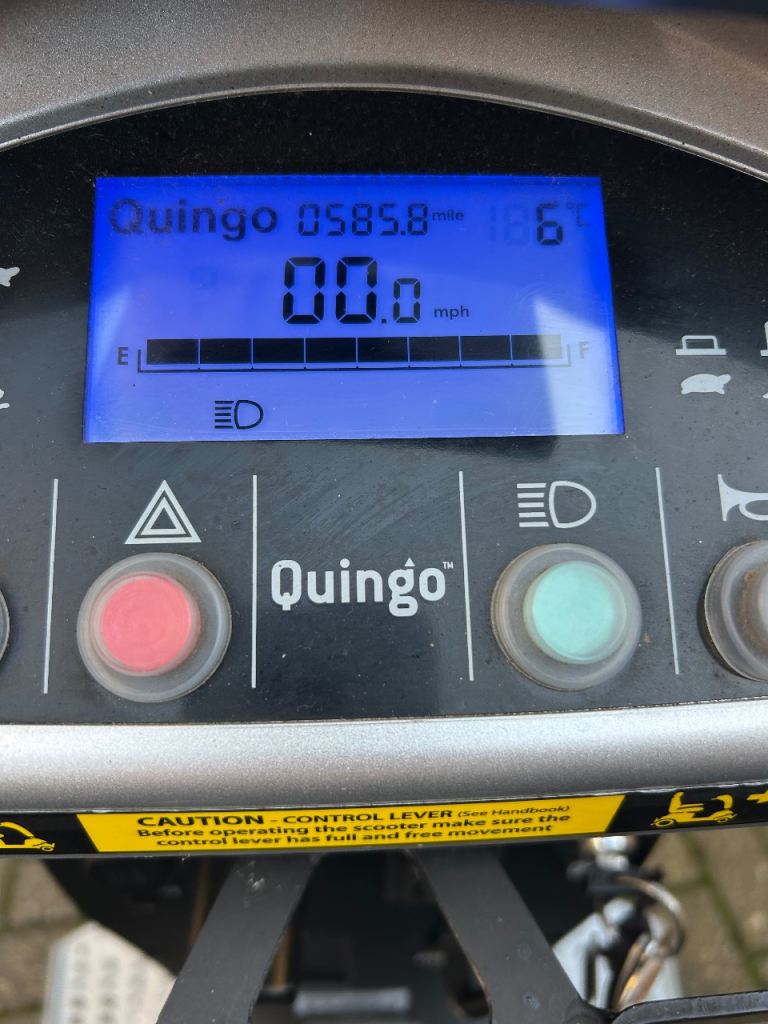 Quingo 0585.8 mile 6°C
00.0 mph
E F
Quingo™
CAUTION - CONTROL LEVER (See Handbook)
Before operating the scooter make sure the
control lever has full and free movement